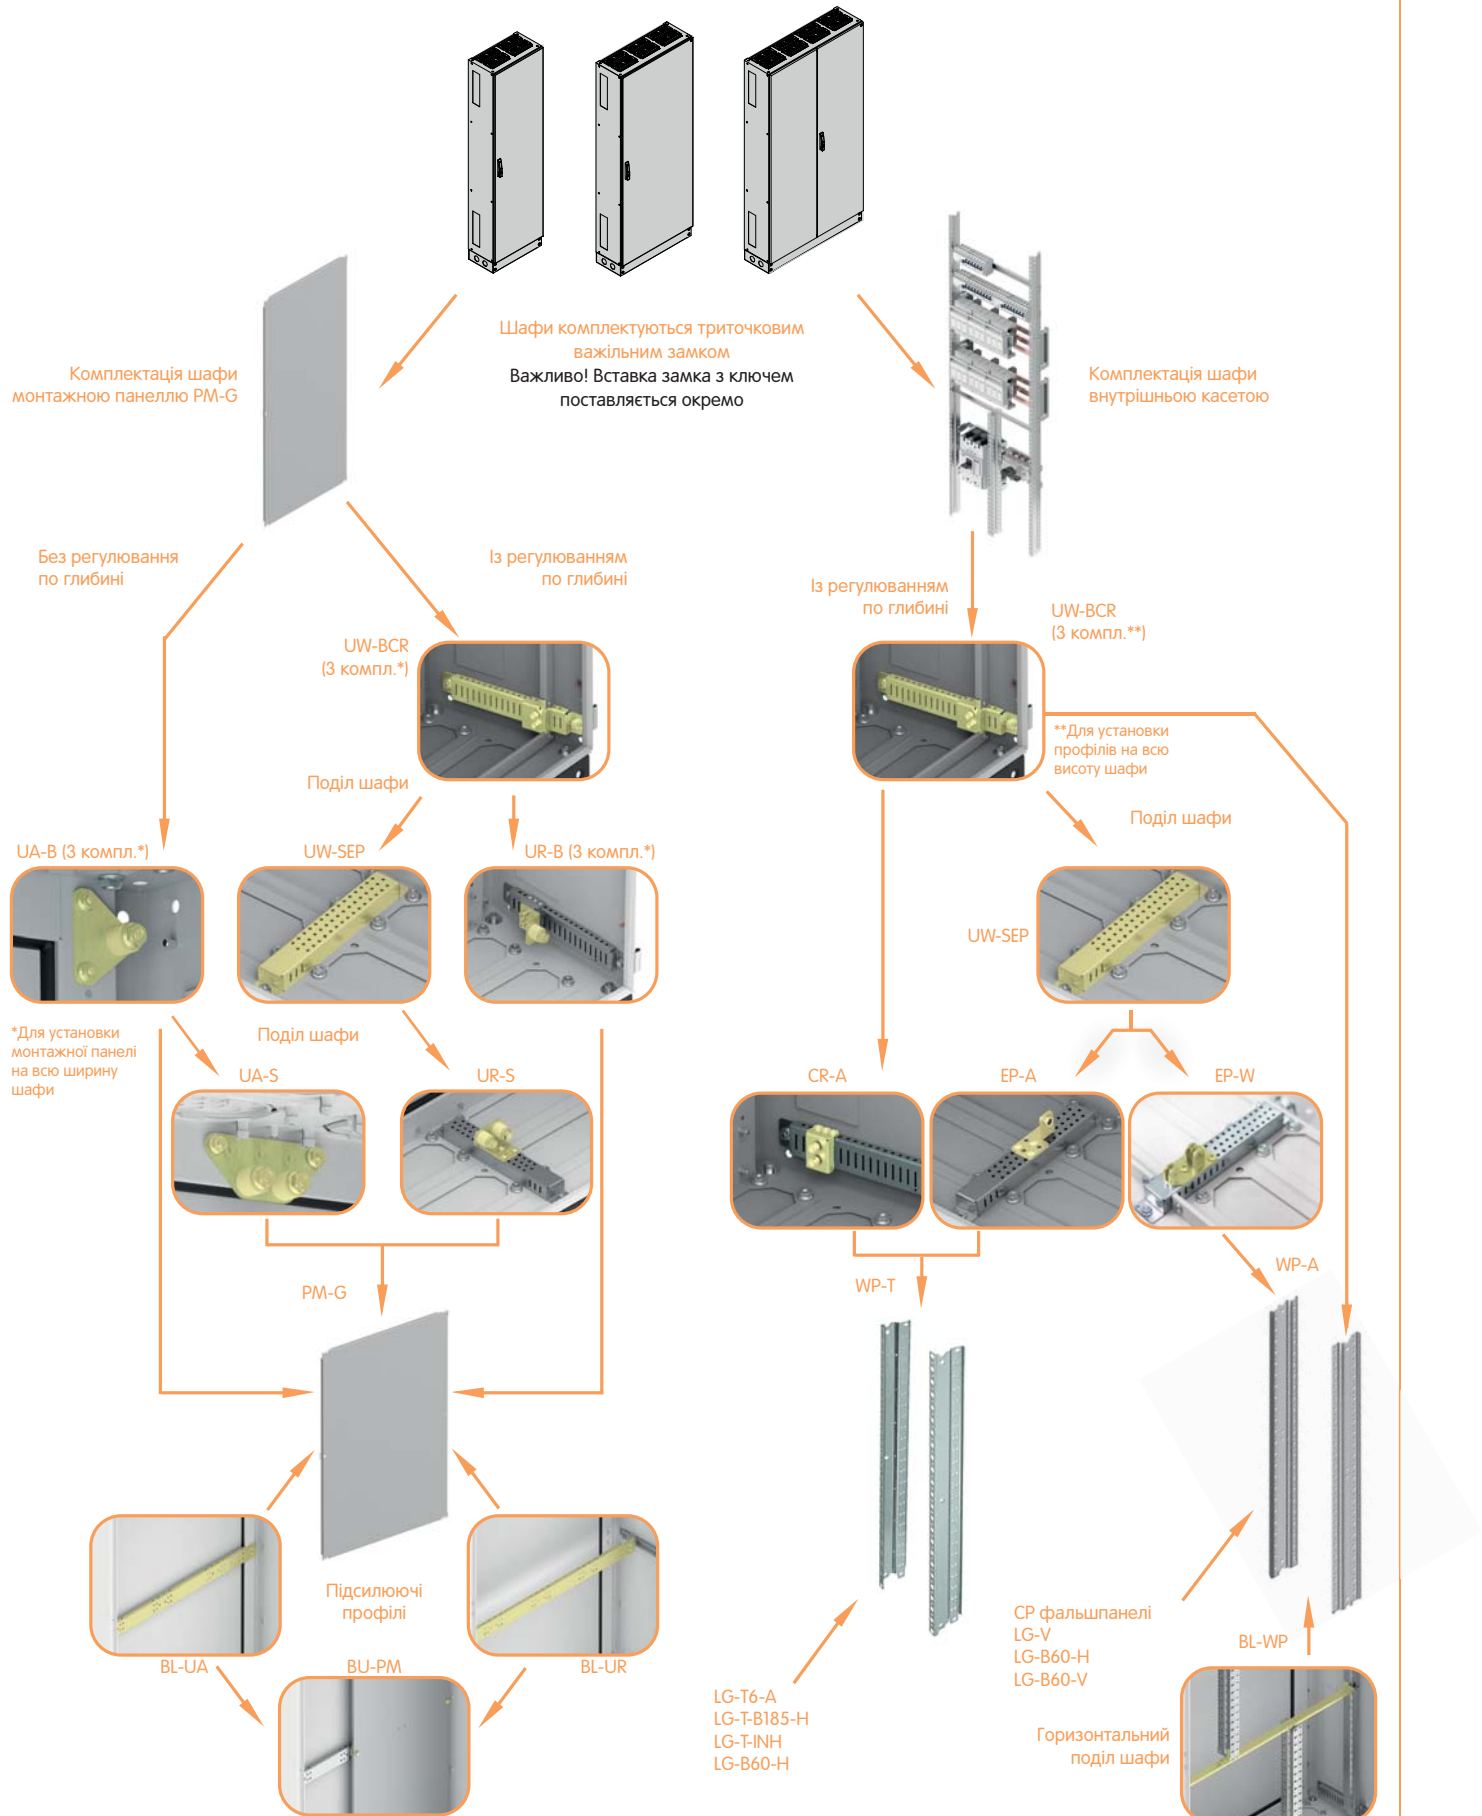 Шафи комплектуються триточковим
важільним замком
Важливо! Вставка замка з ключем
поставляється окремо
Комплектація шафи
монтажною панеллю PM-G
Комплектація шафи
внутрішньою касетою
Без регулювання
по глибині
Із регулюванням
по глибині
Із регулюванням
по глибині
UW-BCR
(3 компл.*)
UW-BCR
(3 компл.**)
**Для установки
профілів на всю
висоту шафи
Поділ шафи
Поділ шафи
UA-B (3 компл.*)
UW-SEP
UR-B (3 компл.*)
UW-SEP
*Для установки
монтажної панелі
на всю ширину
шафи
Поділ шафи
UA-S
UR-S
CR-A
EP-A
EP-W
PM-G
WP-T
WP-A
Підсилюючі
профілі
BL-UA
BU-PM
BL-UR
LG-T6-A
LG-T-B185-H
LG-T-INH
LG-B60-H
CP фальшпанелі
LG-V
LG-B60-H
LG-B60-V
BL-WP
Горизонтальний
поділ шафи